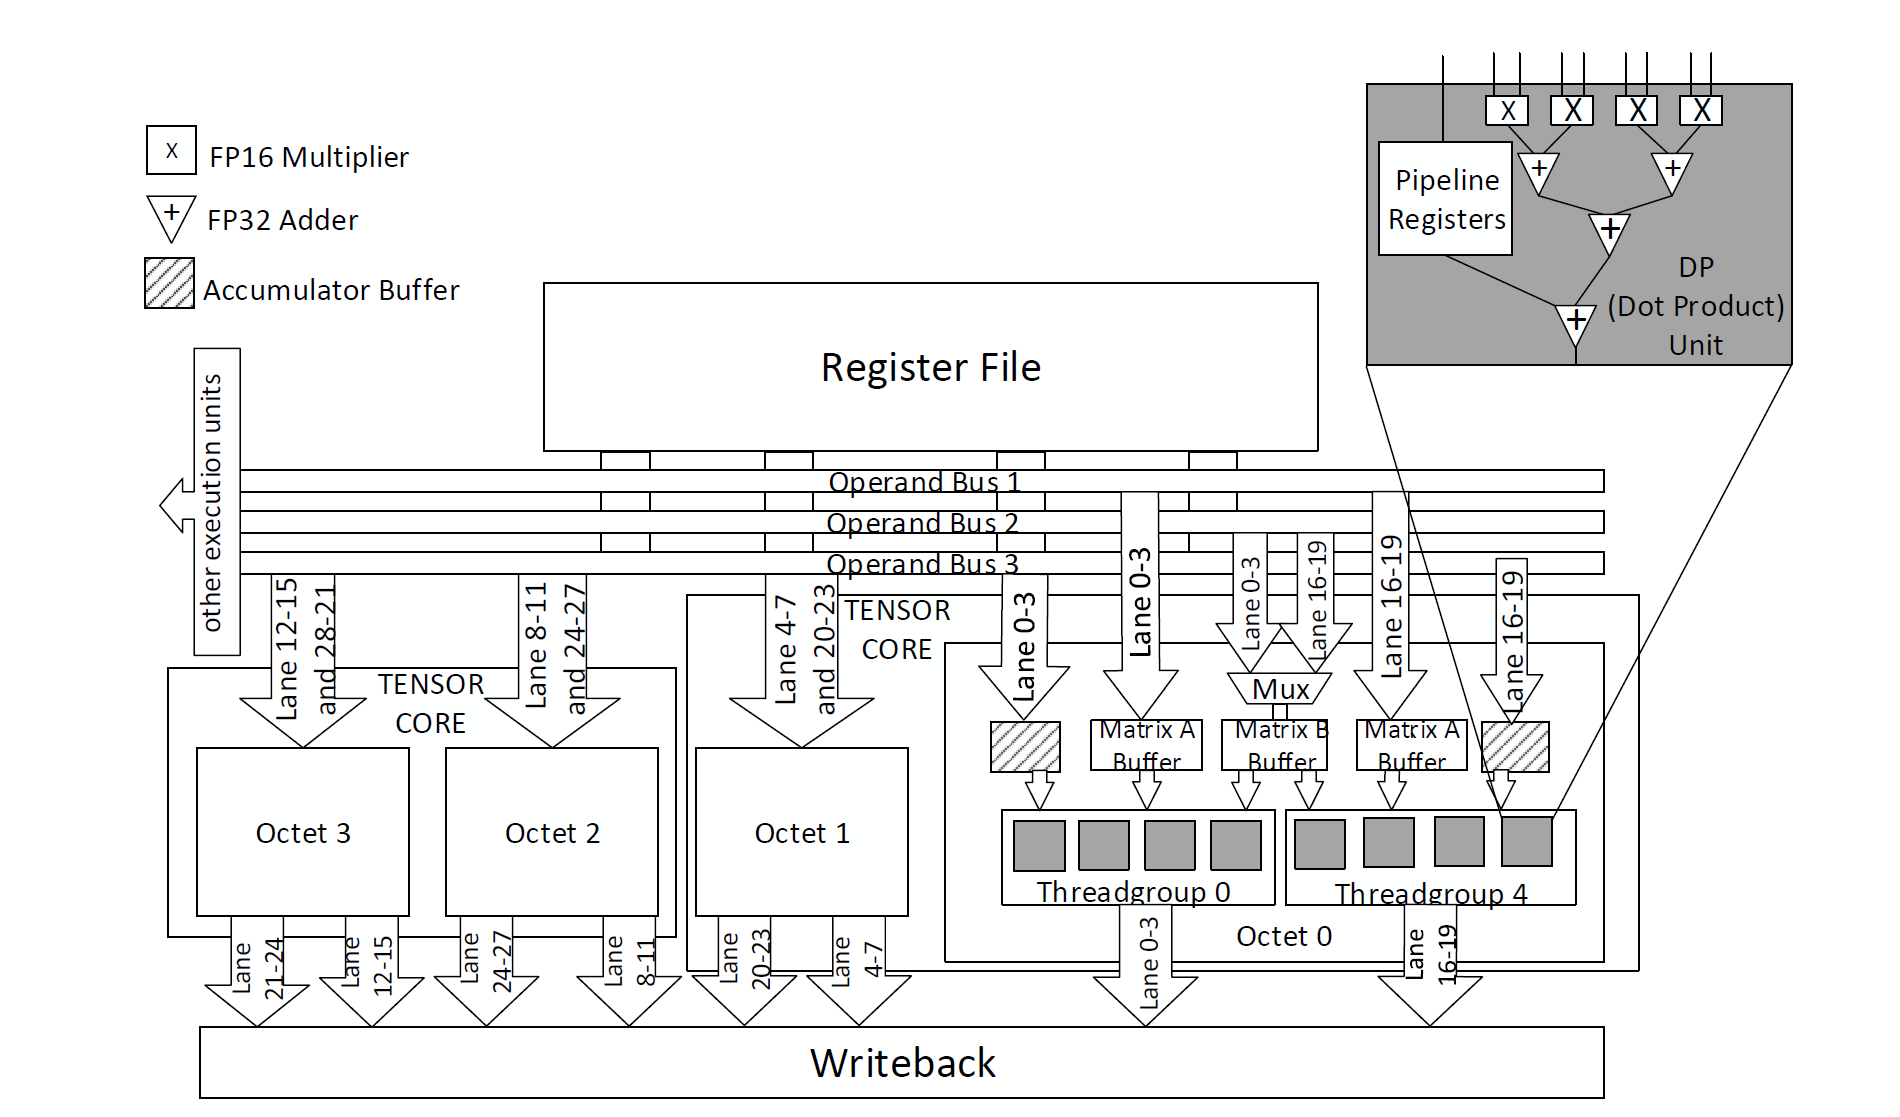 X
FP16 Multiplier
+
FP32 Adder
Accumulator Buffer
X
X
X
X
+
+
+
+
Pipeline
Registers
DP
(Dot Product)
Unit
Register File
other execution units
Operand Bus 1
Operand Bus 2
Operand Bus 3
Lane 12-15
and 28-21
Lane 8-11
and 24-27
Lane 4-7
and 20-23
Lane 0-3
Lane 0-3
Lane 0-3
Lane 16-19
Lane 16-19
Lane 16-19
TENSOR
CORE
TENSOR
CORE
Mux
Matrix A
Buffer
Matrix B
Buffer
Matrix A
Buffer
Octet 3
Octet 2
Octet 1
Threadgroup 0
Threadgroup 4
Octet 0
Lane
21-24
Lane
12-15
Lane
24-27
Lane
8-11
Lane
20-23
Lane
4-7
Lane 0-3
Lane
16-19
Writeback